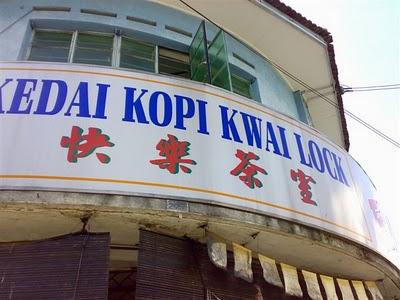 KEDAI KOPI KWAI LOCK
快樂茶室